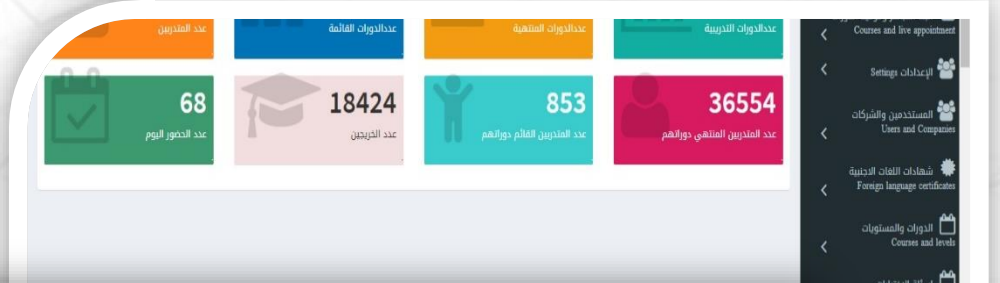 عددالدورات التدريبية
عددالدورات المنتهية
عددالدورات القائمة
عدد المتدربين
36554
عدد المتدربين المنتهي دوراتهم
853
عدد المتدربين القائم دوراتهم
18424
عدد الخريجين
68
عدد الحضور اليوم
Courses and live appointment
الإعدادات Settings
المستخدمين والشركات
Users and Companies
شهادات اللغات الاجنبية
Foreign language certificates
الدورات والمستويات
Courses and levels